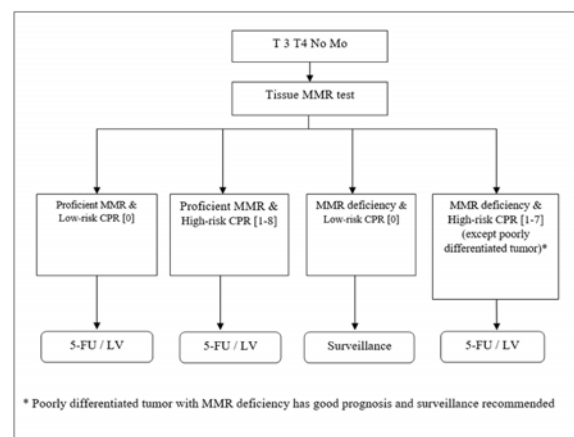 T 3 T4 No Mo
Tissue MMR test
Proficient MMR &
Low-risk CPR [0]
Proficient MMR &
High-risk CPR [1-8]
MMR deficiency &
Low-risk CPR [0]
MMR deficiency &
High-risk CPR [1-7]
(except poorly
differentiated tumor)*
5-FU / LV
5-FU / LV
Surveillance
5-FU / LV
* Poorly differentiated tumor with MMR deficiency has good prognosis and surveillance recommended